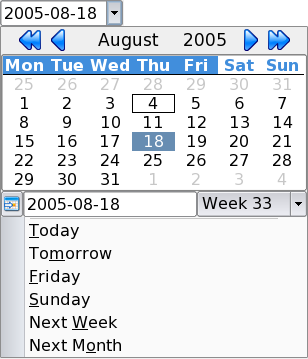 2005-08-18
August 2005
Mon Tue Wed Thu Fri Sat Sun
25 26 27 28 29 30 31
1 2 3 4 5 6 7
8 9 10 11 12 13 14
15 16 17 18 19 20 21
22 23 24 25 26 27 28
29 30 31 1 2 3 4
2005-08-18 Week 33
Today
Tomorrow
Friday
Sunday
Next Week
Next Month